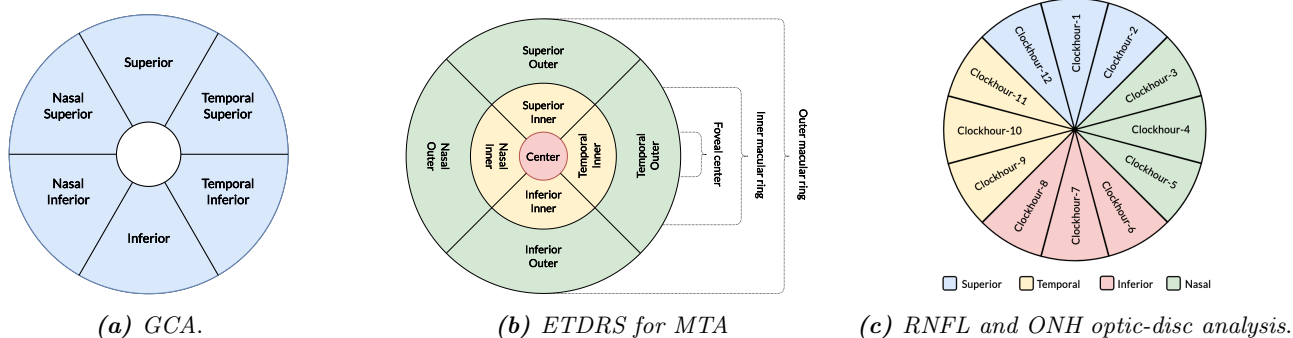 Superior
Nasal
Superior
Temporal
Superior
Nasal
Inferior
Temporal
Inferior
Inferior
(a) GCA.
Superior
Outer
Superior
Inner
Nasal
Outer
Nasal
Inner
Center
Temporal
Inner
Temporal
Outer
Inferior
Inner
Inferior
Outer
Foveal center
Inner macular ring
Outer macular ring
(b) ETDRS for MTA
Clockhour-12
Clockhour-1
Clockhour-2
Clockhour-11
Clockhour-3
Clockhour-10
Clockhour-4
Clockhour-9
Clockhour-5
Clockhour-8
Clockhour-7
Clockhour-6
Superior
Temporal
Inferior
Nasal
(c) RNFL and ONH optic-disc analysis.